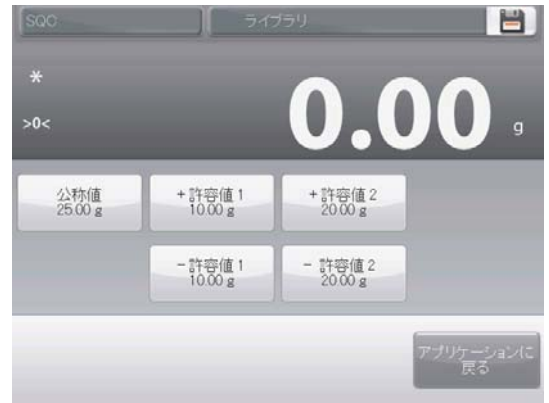 SQC
ライブラリ
*
>0<
0.00 g
公称値
25.00 g
+許容値 1
10.00 g
+許容値 2
20.00 g
-許容値 1
10.00 g
- 許容値 2
20.00 g
アプリケーションに
戻る